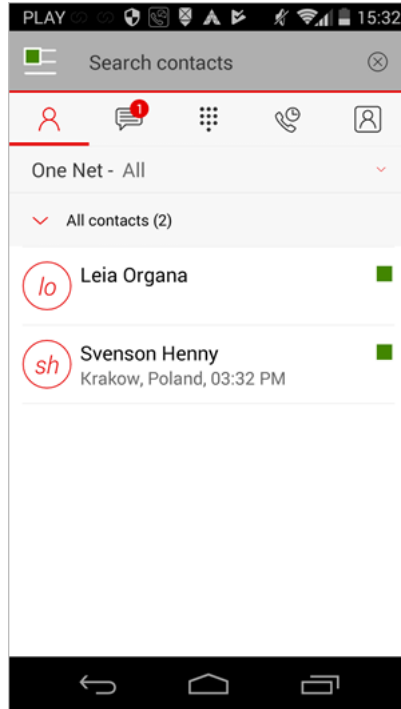 PLAY 15:32
Search contacts
1
One Net - All
All contacts (2)
lo Leia Organa
sh Svenson Henny
Krakow, Poland, 03:32 PM